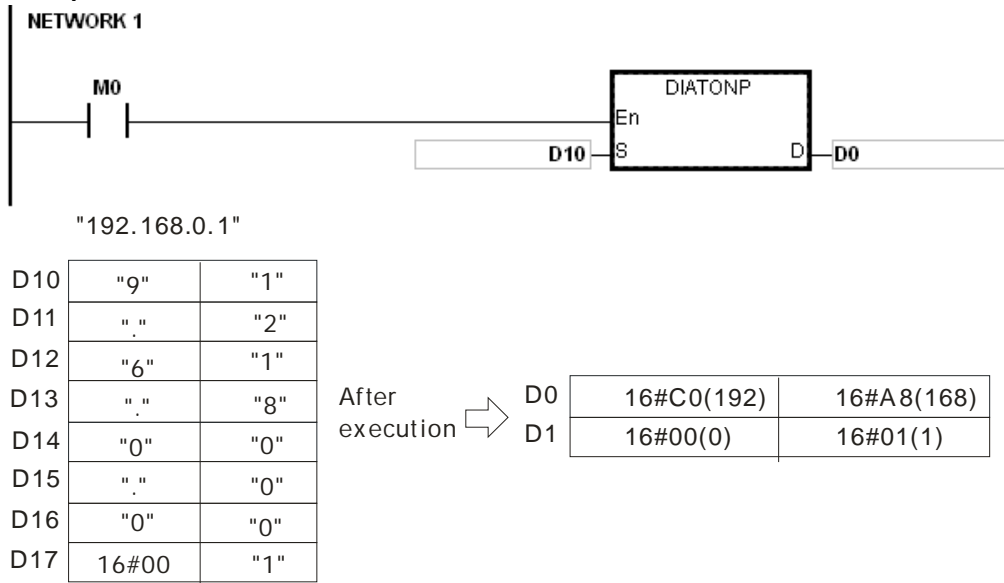 NETWORK 1
M0
DIATONP
En
D10 S D D0
"192.168.0.1"
D10 "9" "1"
D11 "." "2"
D12 "6" "1"
D13 "." "8"
D14 "0" "0"
D15 "." "0"
D16 "0" "0"
D17 16#00 "1"
After
execution
D0 16#C0(192) 16#A8(168)
D1 16#00(0) 16#01(1)